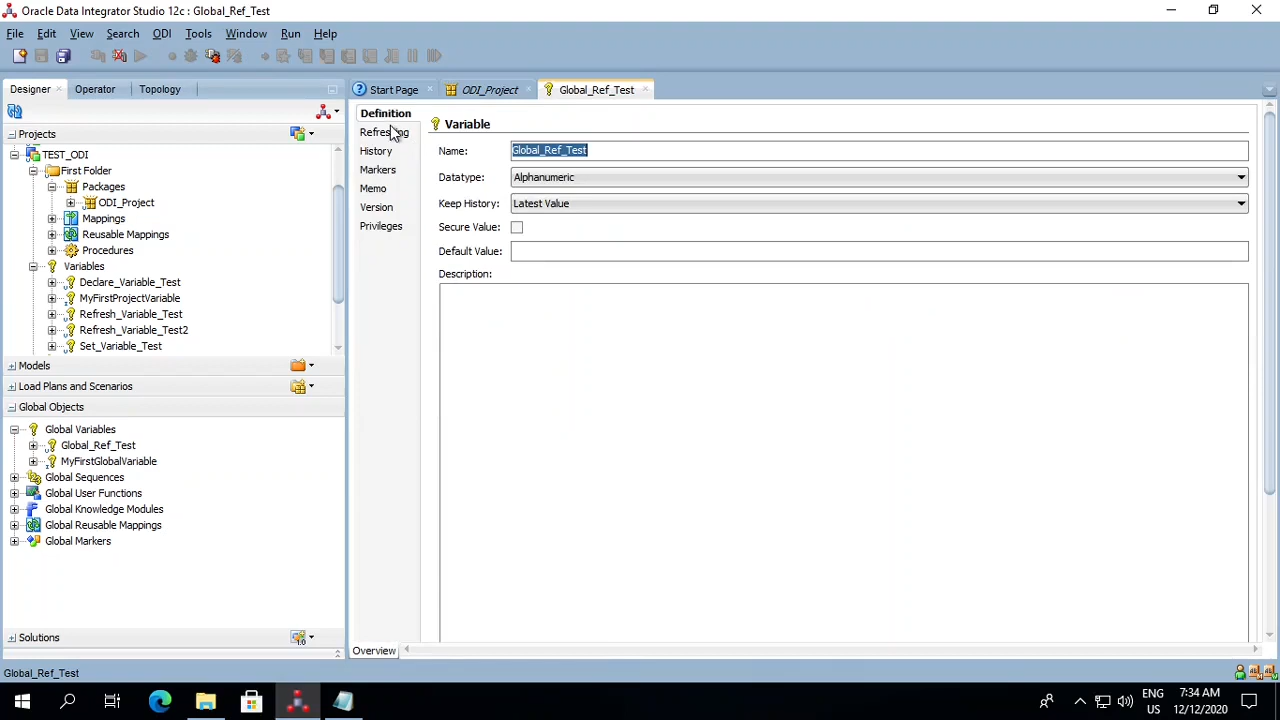 Oracle Data Integrator Studio 12c : Global_Ref_Test
File Edit View Search ODI Tools Window Run Help
Designer Operator Topology
Start Page ODI_Project Global_Ref_Test
Projects
TEST_ODI
First Folder
Packages
ODI_Project
Mappings
Reusable Mappings
Procedures
Variables
Declare_Variable_Test
MyFirstProjectVariable
Refresh_Variable_Test
Refresh_Variable_Test2
Set_Variable_Test
Models
Load Plans and Scenarios
Global Objects
Global Variables
Global_Ref_Test
MyFirstGlobalVariable
Global Sequences
Global User Functions
Global Knowledge Modules
Global Reusable Mappings
Global Markers
Solutions
Definition
Refreshing
History
Markers
Memo
Version
Privileges
Variable
Name: Global_Ref_Test
Datatype: Alphanumeric
Keep History: Latest Value
Secure Value:
Default Value:
Description:
Overview
Global_Ref_Test
ENG
US
7:34 AM
12/12/2020